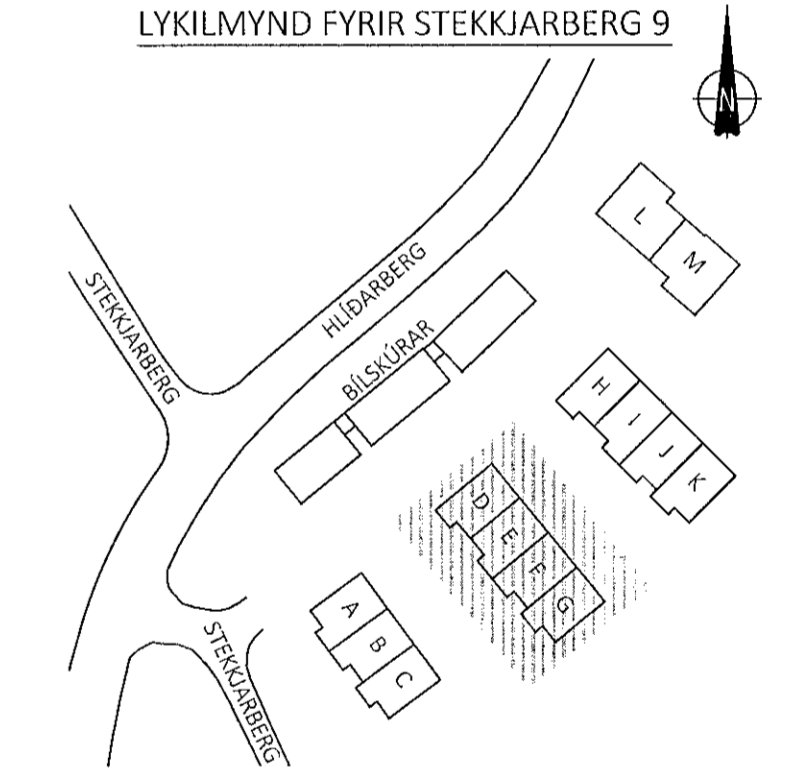 LYKILMYND FYRIR STEKKJARBERG 9
N
L
M
HLÍÐARBERG
STEKKJARBERG
BÍLSKÚRAR
H
I
J
K
D
E
F
G
A
B
C
STEKKJARBERG